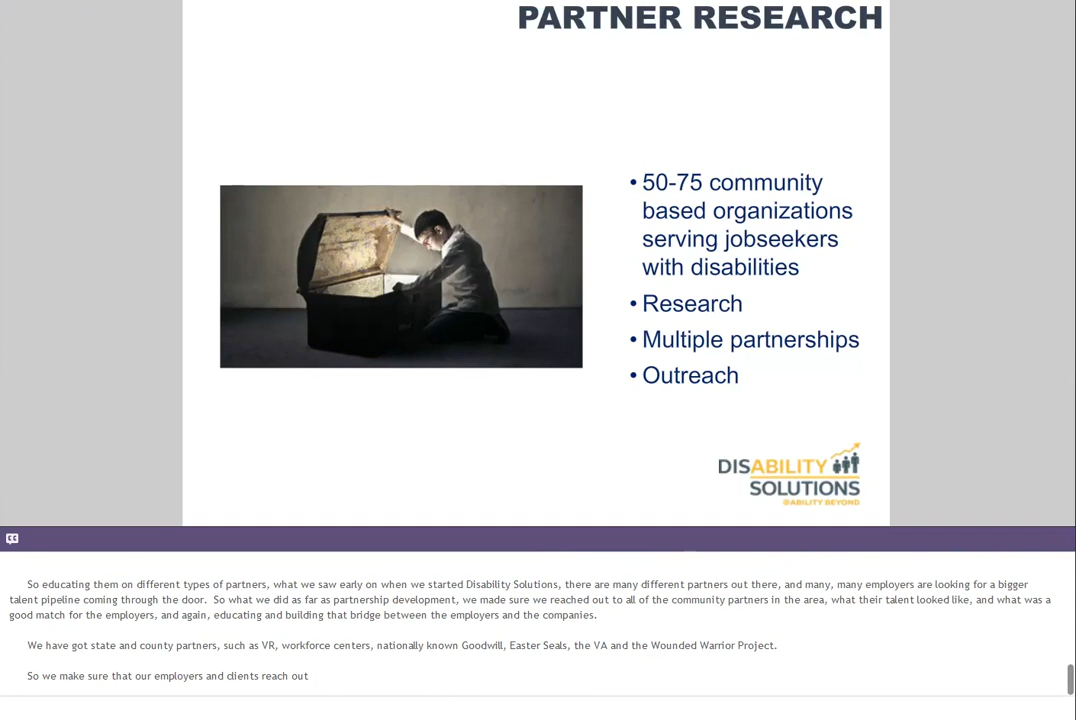 PARTNER RESEARCH
• 50-75 community
based organizations
serving jobseekers
with disabilities
• Research
• Multiple partnerships
• Outreach
DISABILITY
SOLUTIONS
@ABILITY BEYOND
CC
So educating them on different types of partners, what we saw early on when we started Disability Solutions, there are many different partners out there, and many, many employers are looking for a bigger
talent pipeline coming through the door.  So what we did as far as partnership development, we made sure we reached out to all of the community partners in the area, what their talent looked like, and what was a
good match for the employers, and again, educating and building that bridge between the employers and the companies.
We have got state and county partners, such as VR, workforce centers, nationally known Goodwill, Easter Seals, the VA and the Wounded Warrior Project.
So we make sure that our employers and clients reach out